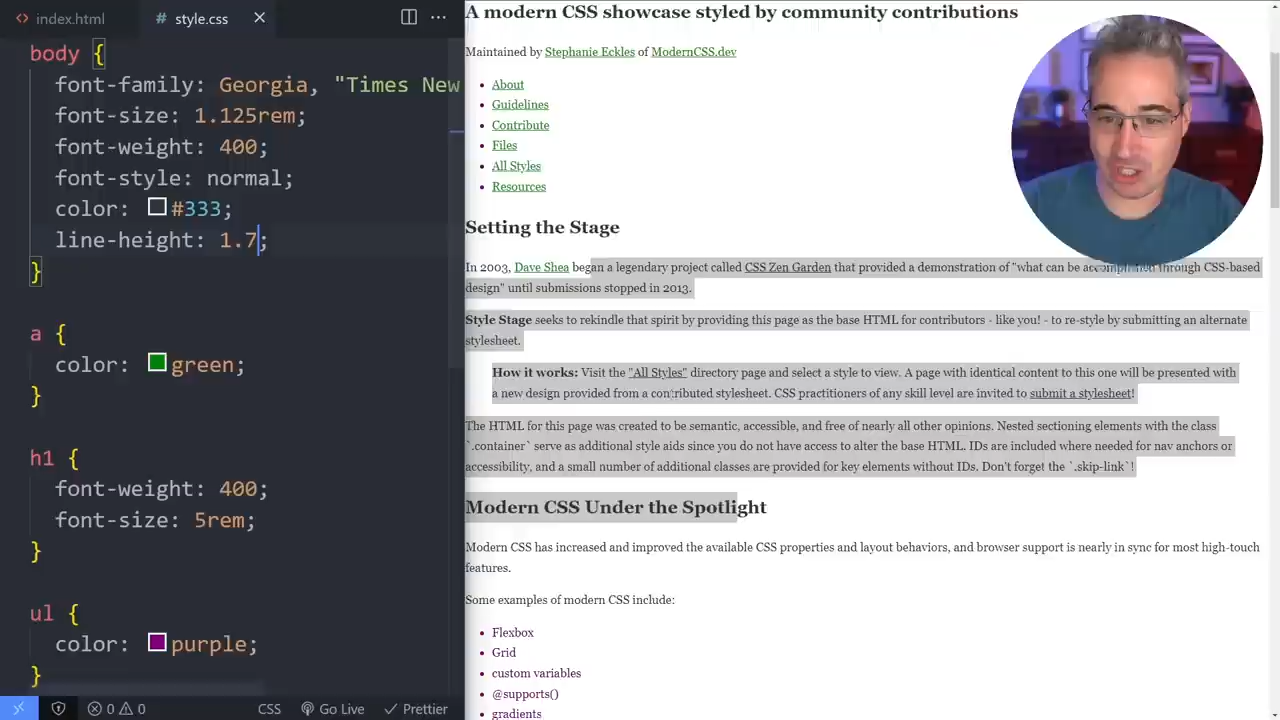 index.html
style.css
body {
font-family: Georgia, "Times New
font-size: 1.125rem;
font-weight: 400;
font-style: normal;
color: #333;
line-height: 1.7;
}
a {
color: green;
}
h1 {
font-weight: 400;
font-size: 5rem;
}
ul {
color: purple;
}
0 0
CSS
Go Live
Prettier
A modern CSS showcase styled by community contributions
Maintained by Stephanie Eckles of ModernCSS.dev
About
Guidelines
Contribute
Files
All Styles
Resources
Setting the Stage
In 2003, Dave Shea began a legendary project called CSS Zen Garden that provided a demonstration of "what can be accomplished through CSS-based
design" until submissions stopped in 2013.
Style Stage seeks to rekindle that spirit by providing this page as the base HTML for contributors - like you! - to re-style by submitting an alternate
stylesheet.
How it works: Visit the "All Styles" directory page and select a style to view. A page with identical content to this one will be presented with
a new design provided from a contributed stylesheet. CSS practitioners of any skill level are invited to submit a stylesheet!
The HTML for this page was created to be semantic, accessible, and free of nearly all other opinions. Nested sectioning elements with the class
`.container` serve as additional style aids since you do not have access to alter the base HTML. IDs are included where needed for nav anchors or
accessibility, and a small number of additional classes are provided for key elements without IDs. Don't forget the `.skip-link`!
Modern CSS Under the Spotlight
Modern CSS has increased and improved the available CSS properties and layout behaviors, and browser support is nearly in sync for most high-touch
features.
Some examples of modern CSS include:
Flexbox
Grid
custom variables
@supports()
gradients